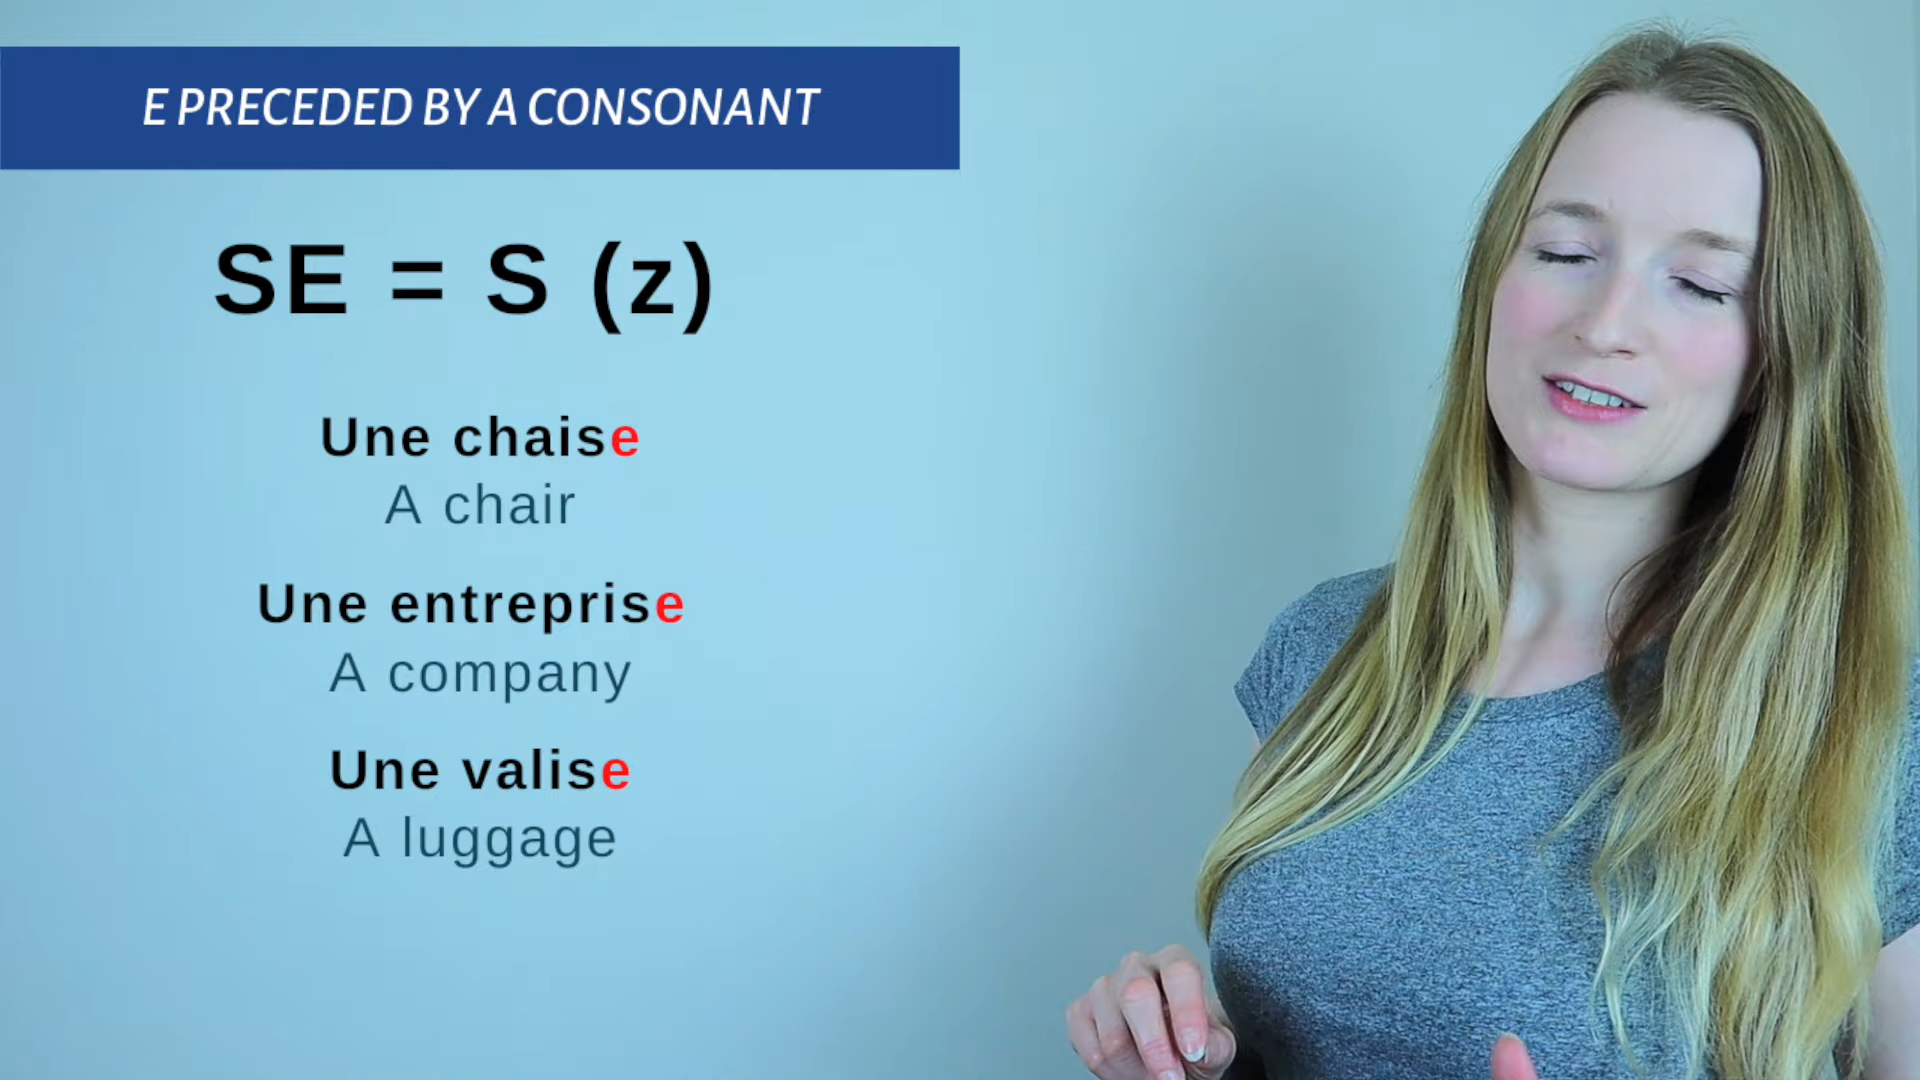 E PRECEDED BY A CONSONANT
SE = S (z)
Une chaise
A chair
Une entreprise
A company
Une valise
A luggage